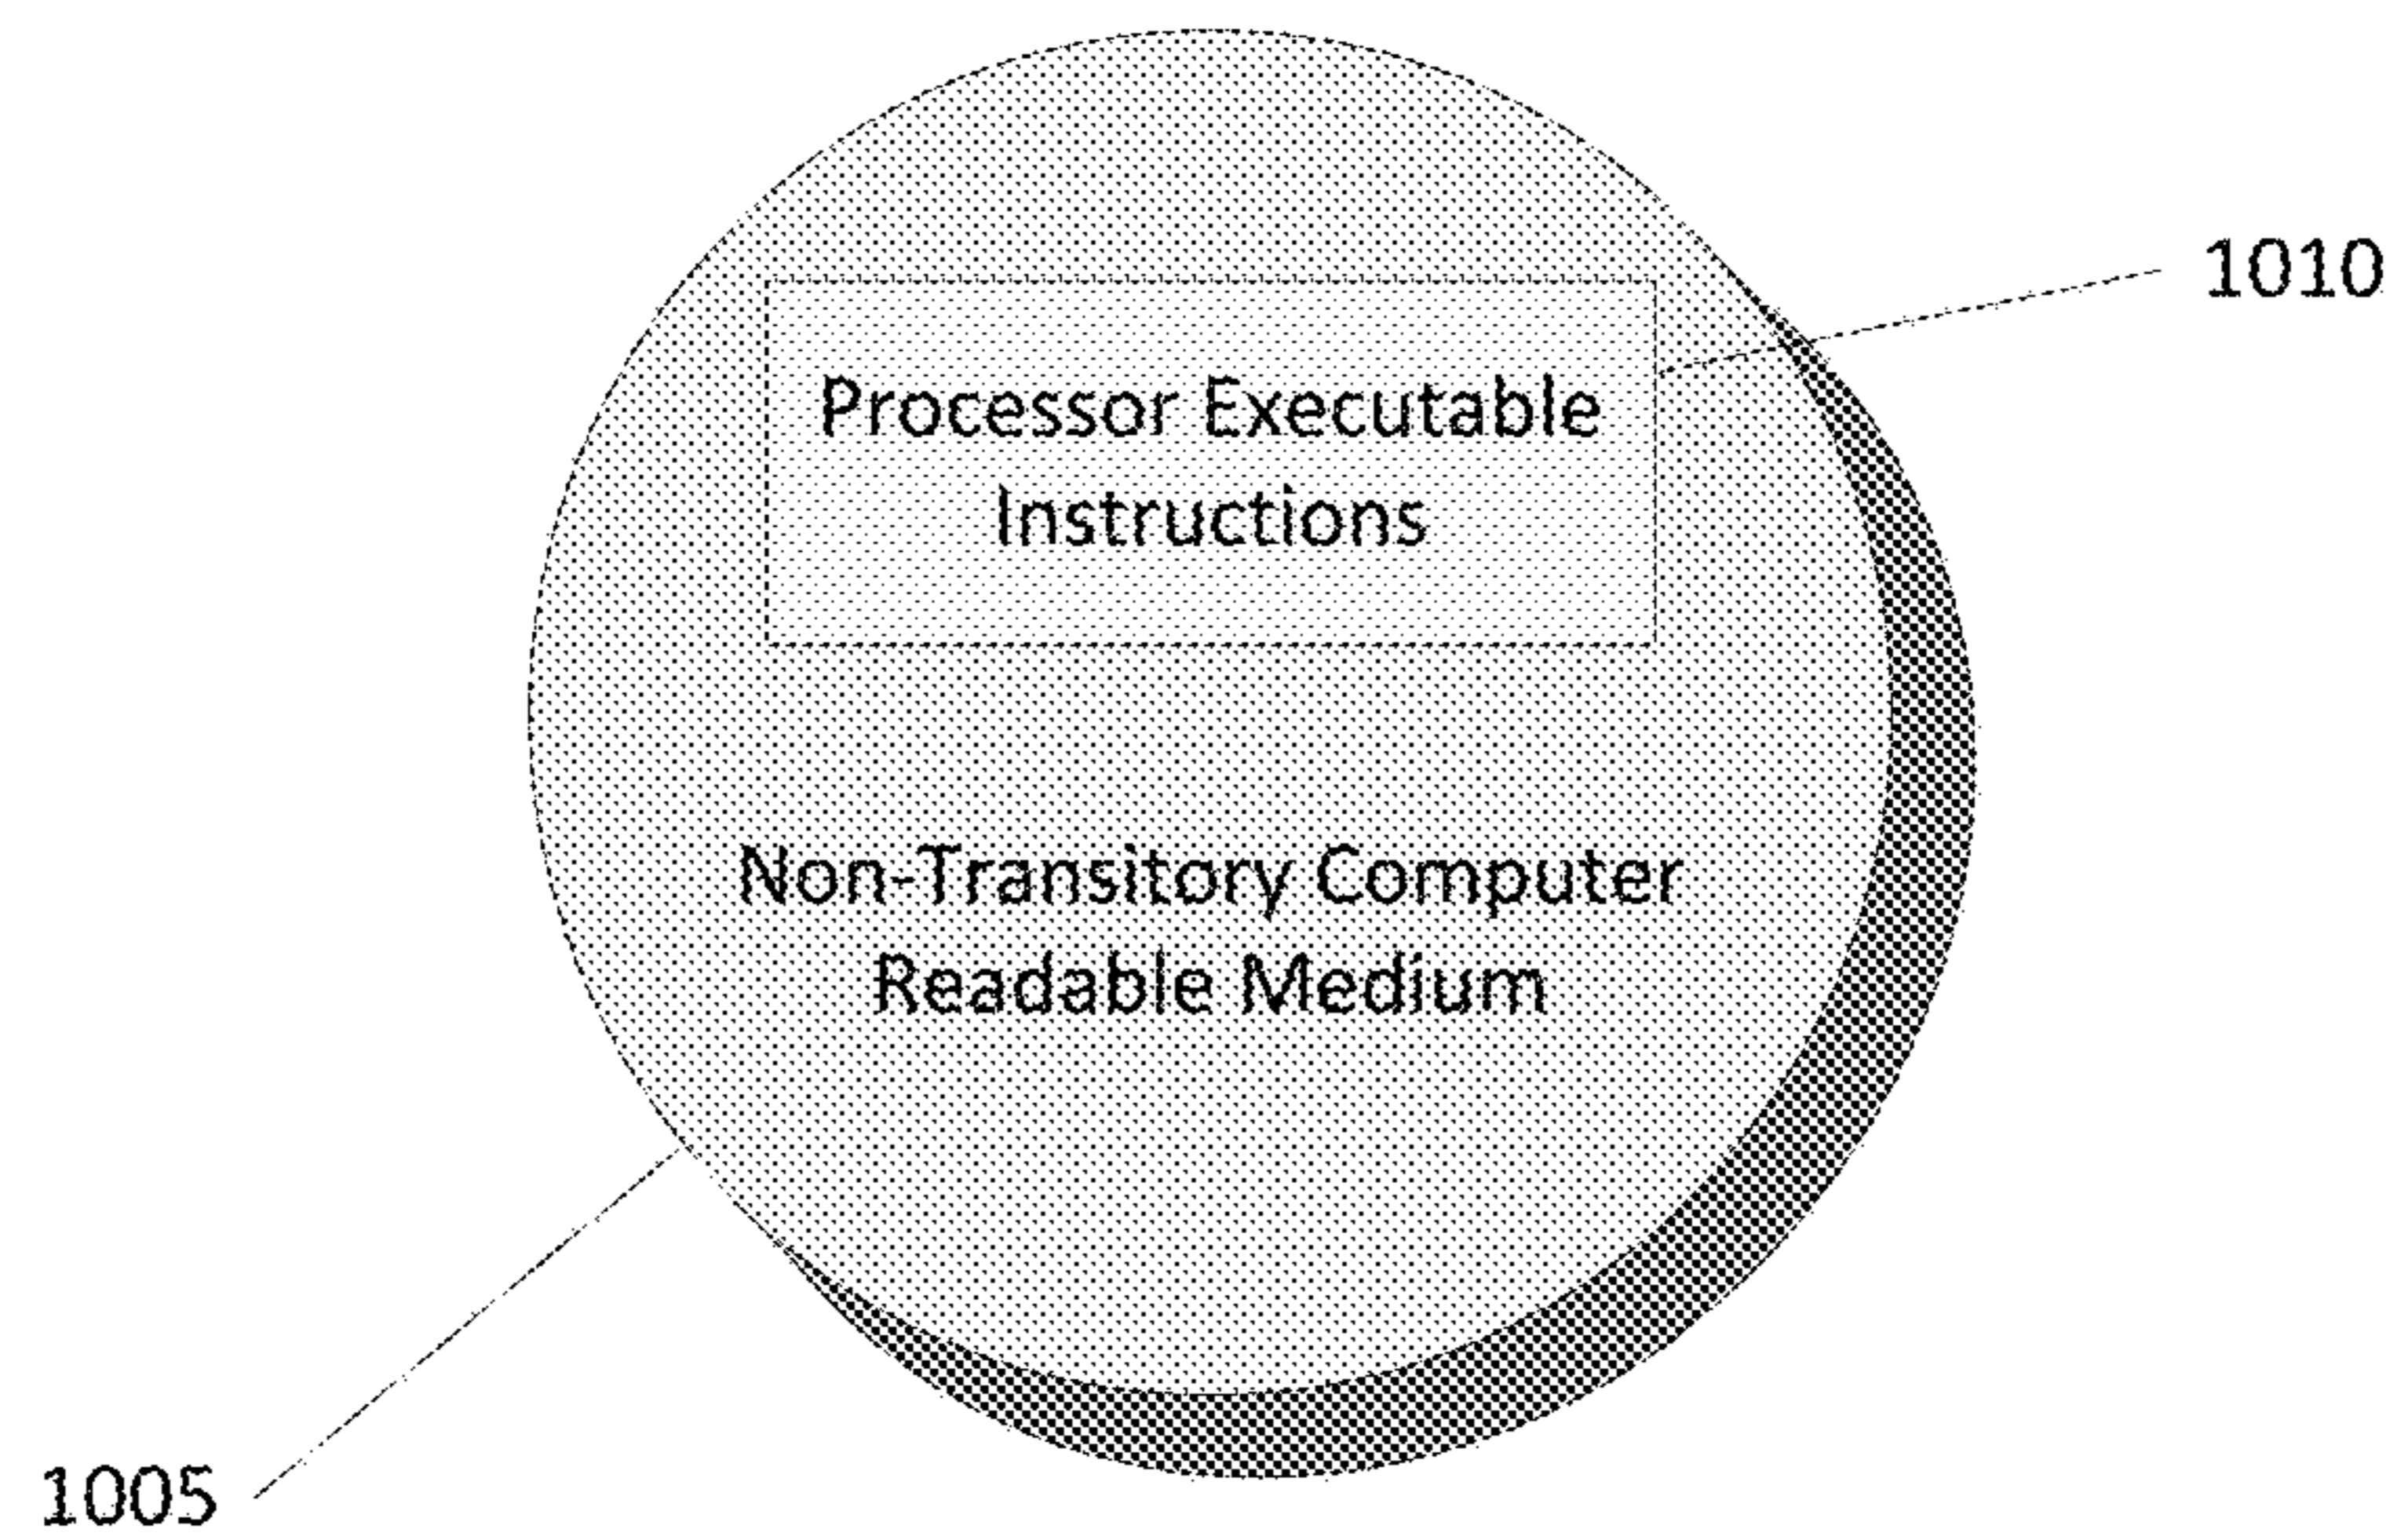 1010
Processor Executable
Instructions
Non-Transitory Computer
Readable Medium
1005